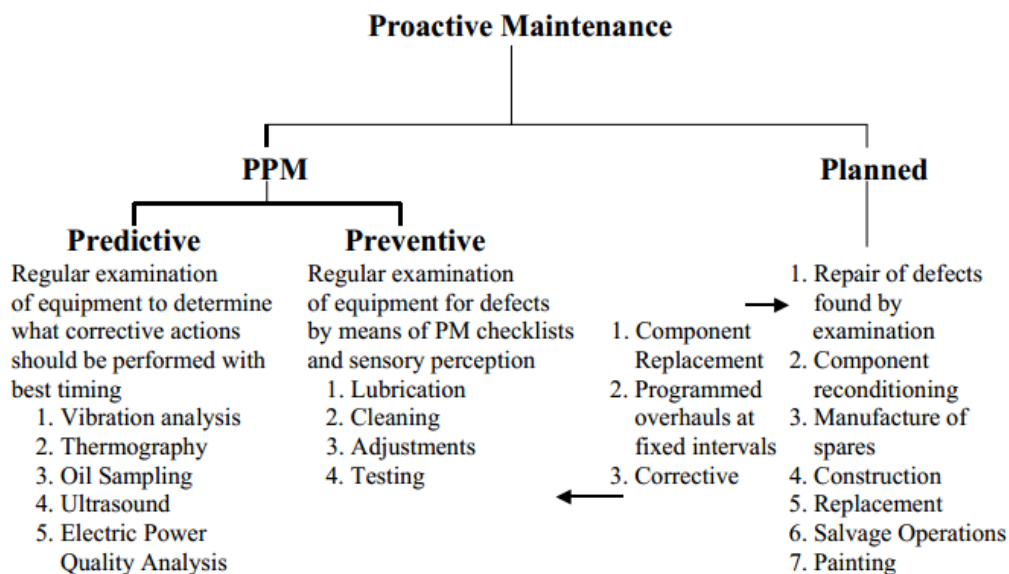 Proactive Maintenance
PPM
Planned
Predictive
Regular examination
of equipment to determine
what corrective actions
should be performed with
best timing
1. Vibration analysis
2. Thermography
3. Oil Sampling
4. Ultrasound
5. Electric Power
Quality Analysis
Preventive
Regular examination
of equipment for defects
by means of PM checklists
and sensory perception
1. Lubrication
2. Cleaning
3. Adjustments
4. Testing
1. Component
Replacement
2. Programmed
overhauls at
fixed intervals
3. Corrective
1. Repair of defects
found by
examination
2. Component
reconditioning
3. Manufacture of
spares
4. Construction
5. Replacement
6. Salvage Operations
7. Painting